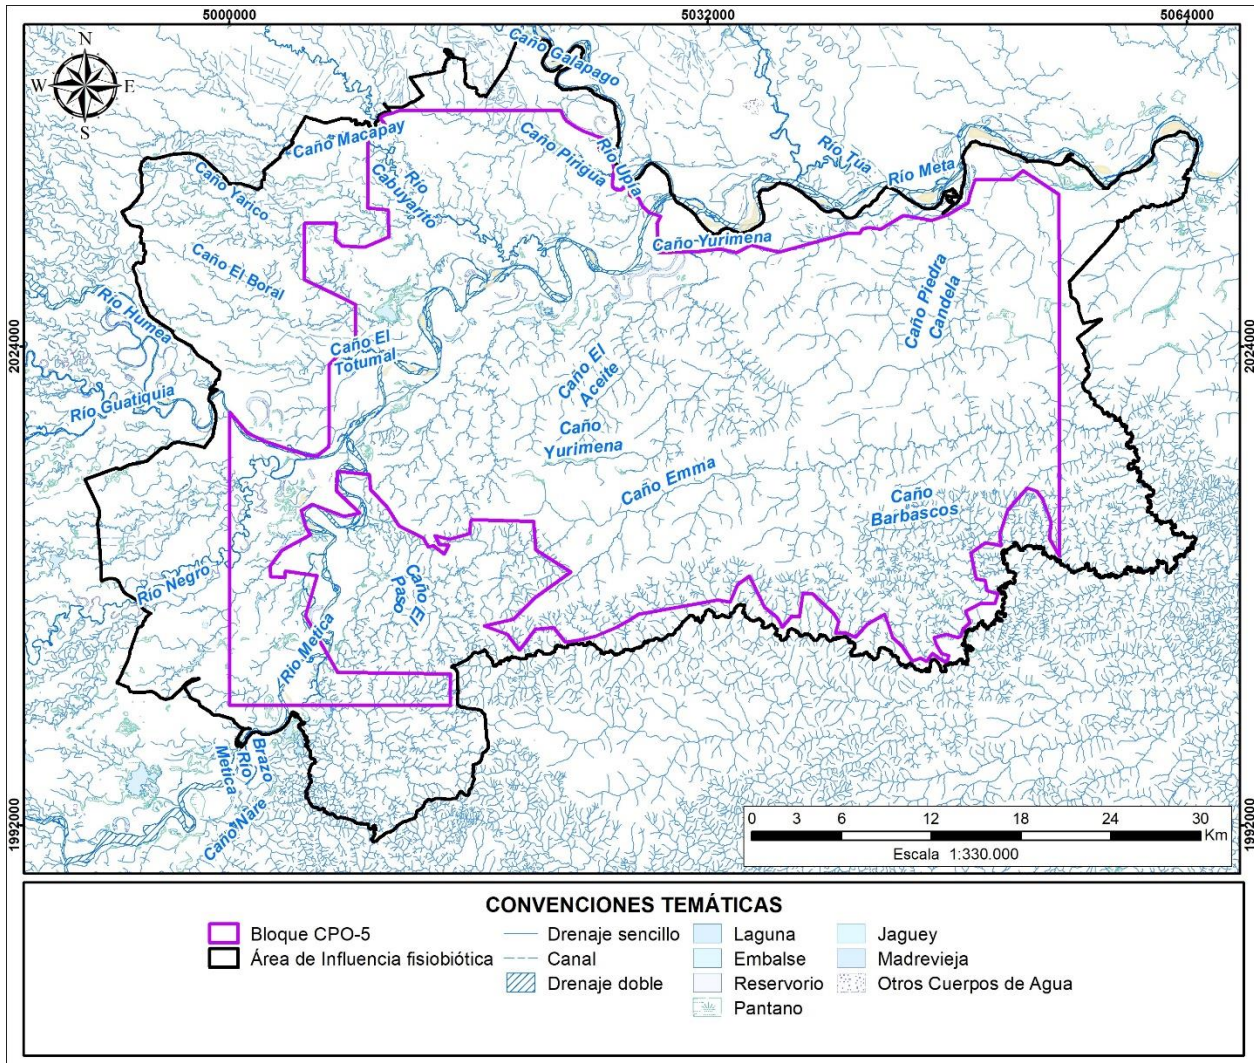 5000000
5032000
5064000
N
W E
S
Caño Galapago
Caño Macapay
Caño Pirigua
Río Upía
Río Tua
Río Meta
Caño
Yarico
Río
Cabuyarito
Caño Yurimena
Caño El Boral
Caño Piedra
Candela
Río Humea
2024000
2024000
Caño El
Totumal
Caño El
Aceite
Río Guatiquia
Caño
Yurimena
Caño Emma
Caño
Barbascos
Río Negro
Caño El
Paso
Río Metica
Brazo
Río
Metica
Caño Nare
1992000
1992000
0 3 6 12 18 24 30
Km
Escala 1:330.000
CONVENCIONES TEMÁTICAS
Bloque CPO-5
Área de Influencia fisiobiótica
Drenaje sencillo
Canal
Drenaje doble
Laguna
Embalse
Reservorio
Pantano
Jaguey
Madrevieja
Otros Cuerpos de Agua